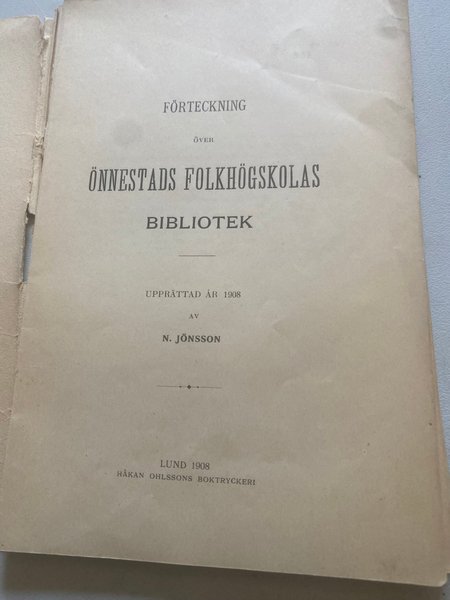 FÖRTECKNING
ÖVER
ÖNNESTADS FOLKHÖGSKOLAS
BIBLIOTEK
UPPRÄTTAD ÅR 1908
AV
N. JÖNSSON
LUND 1908
HÅKAN OHLSSONS BOKTRYCKERI